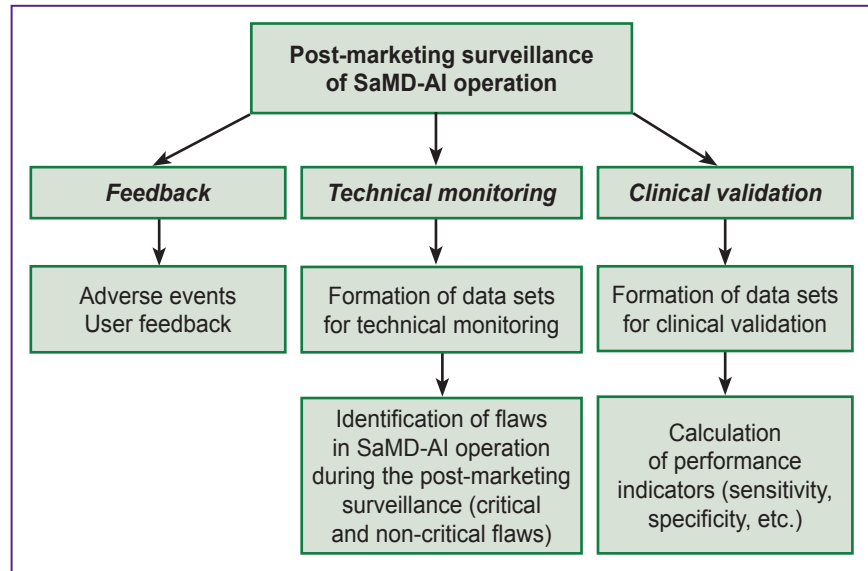 Post-marketing surveillance
of SaMD-AI operation
Feedback
Technical monitoring
Clinical validation
Adverse events
User feedback
Formation of data sets
for technical monitoring
Formation of data sets
for clinical validation
Identification of flaws
in SaMD-AI operation
during the post-marketing
surveillance (critical
and non-critical flaws)
Calculation
of performance
indicators (sensitivity,
specificity, etc.)